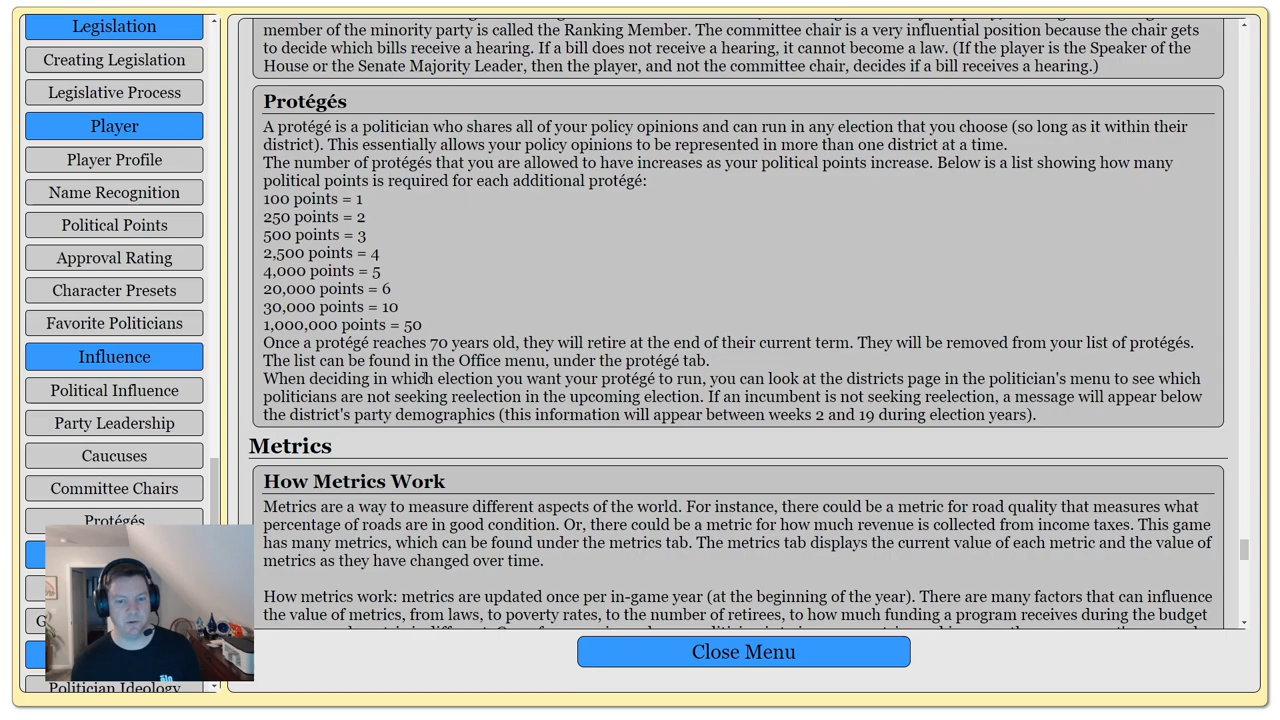 Legislation
Creating Legislation
Legislative Process
Player
Player Profile
Name Recognition
Political Points
Approval Rating
Character Presets
Favorite Politicians
Influence
Political Influence
Party Leadership
Caucuses
Committee Chairs
Protégés
G
Politician Ideology
member of the minority party is called the Ranking Member. The committee chair is a very influential position because the chair gets
to decide which bills receive a hearing. If a bill does not receive a hearing, it cannot become a law. (If the player is the Speaker of the
House or the Senate Majority Leader, then the player, and not the committee chair, decides if a bill receives a hearing.)
Protégés
A protégé is a politician who shares all of your policy opinions and can run in any election that you choose (so long as it within their
district). This essentially allows your policy opinions to be represented in more than one district at a time.
The number of protégés that you are allowed to have increases as your political points increase. Below is a list showing how many
political points is required for each additional protégé:
100 points = 1
250 points = 2
500 points = 3
2,500 points = 4
4,000 points = 5
20,000 points = 6
30,000 points = 10
1,000,000 points = 50
Once a protégé reaches 70 years old, they will retire at the end of their current term. They will be removed from your list of protégés.
The list can be found in the Office menu, under the protégé tab.
When deciding in which election you want your protégé to run, you can look at the districts page in the politician's menu to see which
politicians are not seeking reelection in the upcoming election. If an incumbent is not seeking reelection, a message will appear below
the district's party demographics (this information will appear between weeks 2 and 19 during election years).
Metrics
How Metrics Work
Metrics are a way to measure different aspects of the world. For instance, there could be a metric for road quality that measures what
percentage of roads are in good condition. Or, there could be a metric for how much revenue is collected from income taxes. This game
has many metrics, which can be found under the metrics tab. The metrics tab displays the current value of each metric and the value of
metrics as they have changed over time.
How metrics work: metrics are updated once per in-game year (at the beginning of the year). There are many factors that can influence
the value of metrics, from laws, to poverty rates, to the number of retirees, to how much funding a program receives during the budget
Close Menu